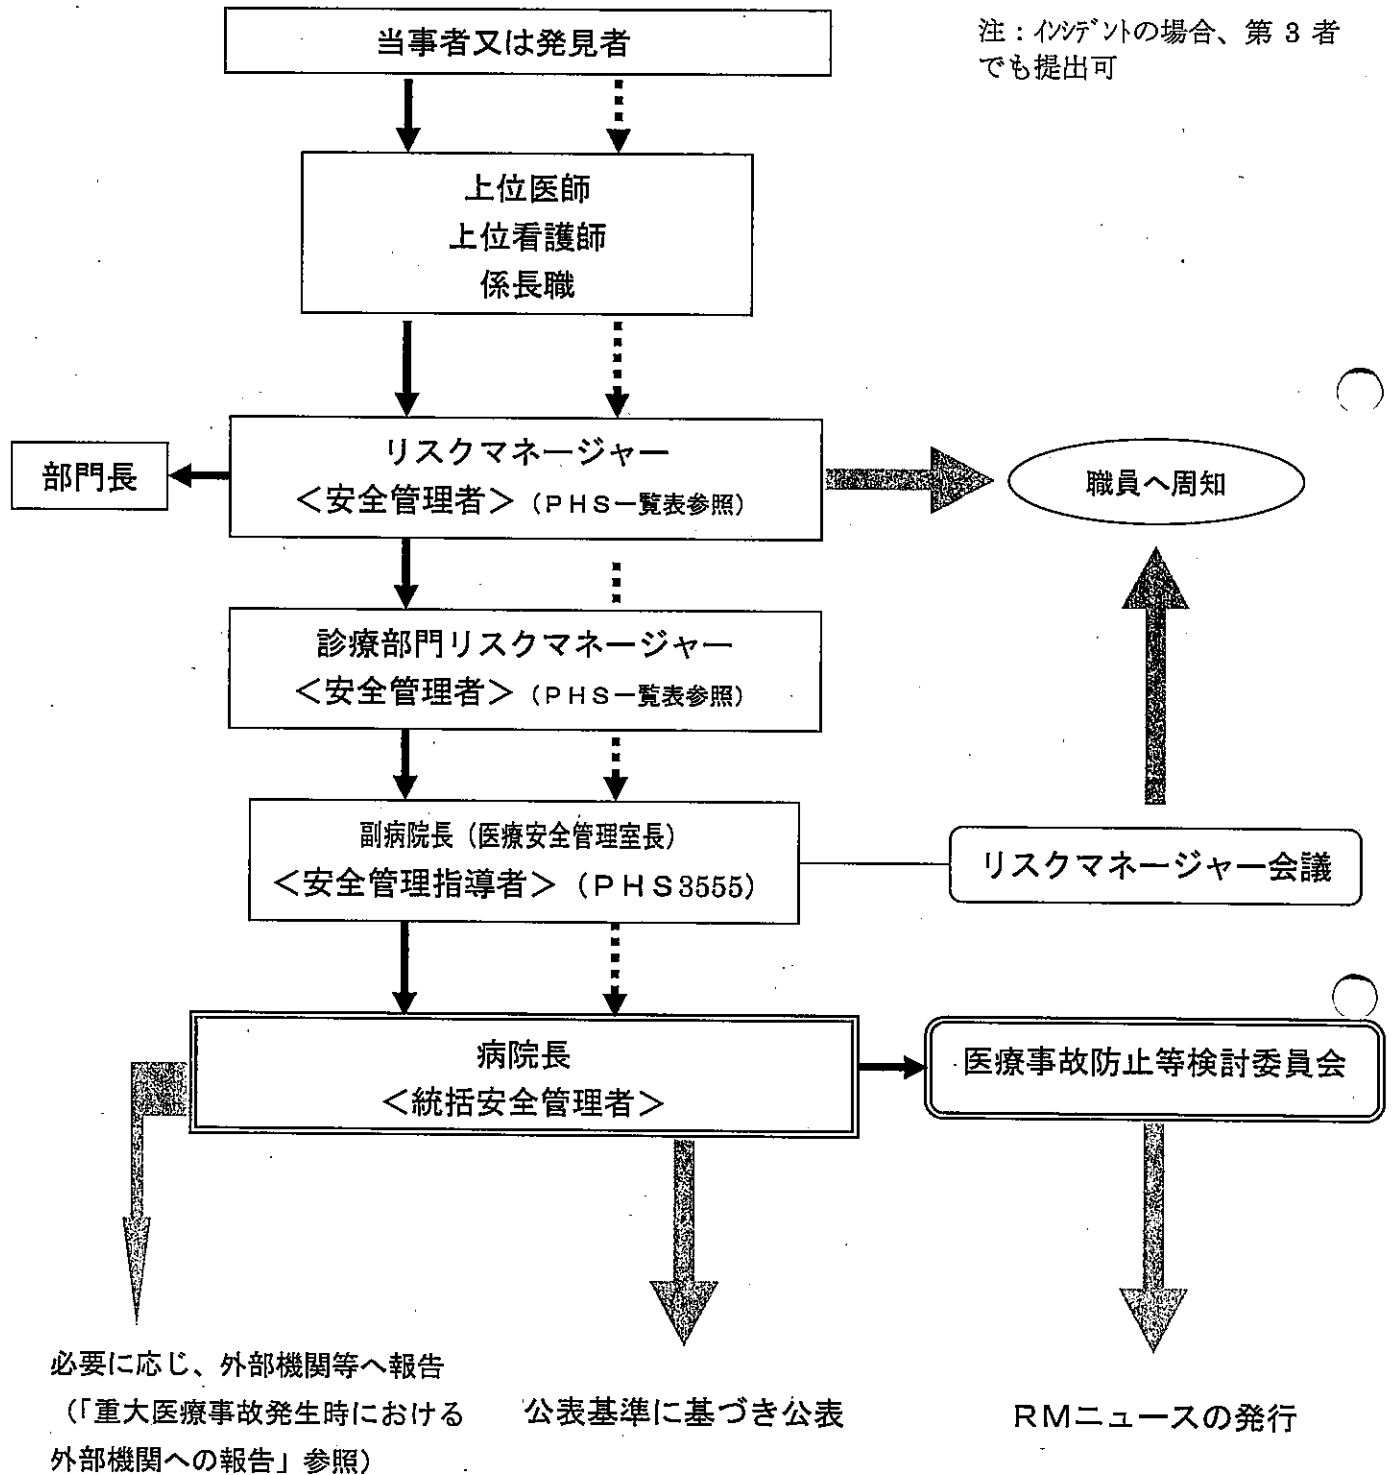 当事者又は発見者
注:インシデントの場合、第 3 者
でも提出可
上位医師
上位看護師
係長職
部門長
リスクマネージャー
<安全管理者>(PHS一覧表参照)
職員へ周知
診療部門リスクマネージャー
<安全管理者>(PHS一覧表参照)
副病院長(医療安全管理室長)
<安全管理指導者>(PHS3555)
リスクマネージャー会議
病院長
<統括安全管理者>
医療事故防止等検討委員会
必要に応じ、外部機関等へ報告
(「重大医療事故発生時における
外部機関への報告」参照)
公表基準に基づき公表
RMニュースの発行